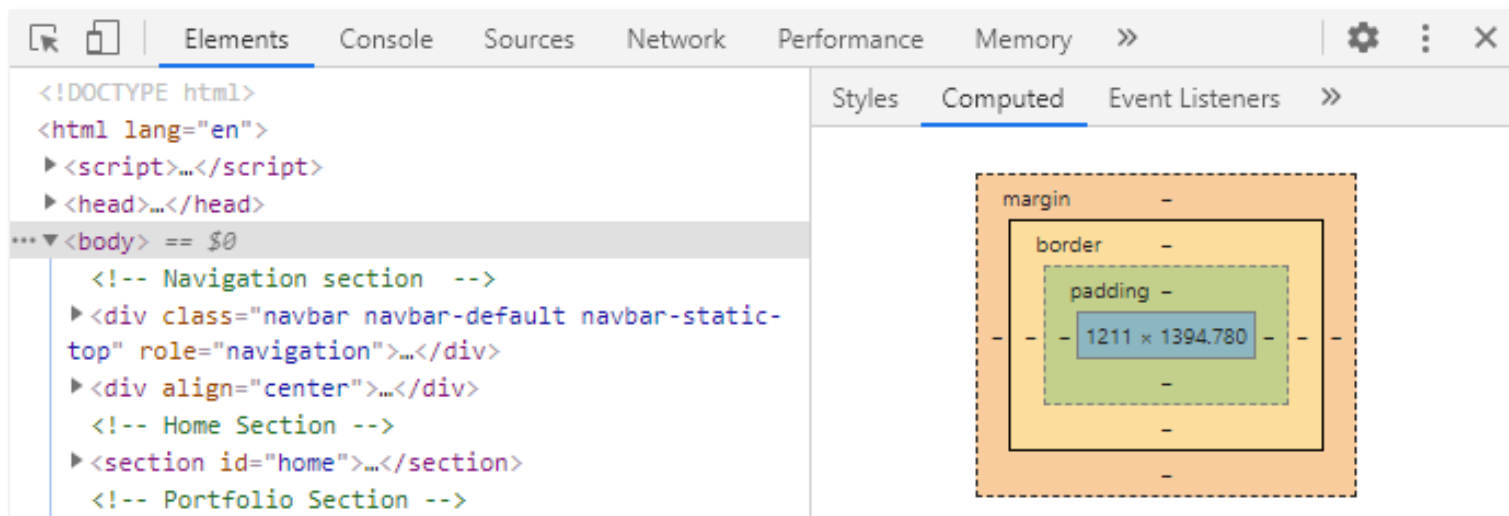 Elements Console Sources Network Performance Memory »
<!DOCTYPE html>
<html lang="en">
<script>…</script>
<head>…</head>
<body> == $0
<!-- Navigation section  -->
<div class="navbar navbar-default navbar-static-
top" role="navigation">…</div>
<div align="center">…</div>
<!-- Home Section -->
<section id="home">…</section>
<!-- Portfolio Section -->
Styles Computed Event Listeners »
margin –
border –
padding –
– – – 1211 × 1394.780 – – –
–
–
–